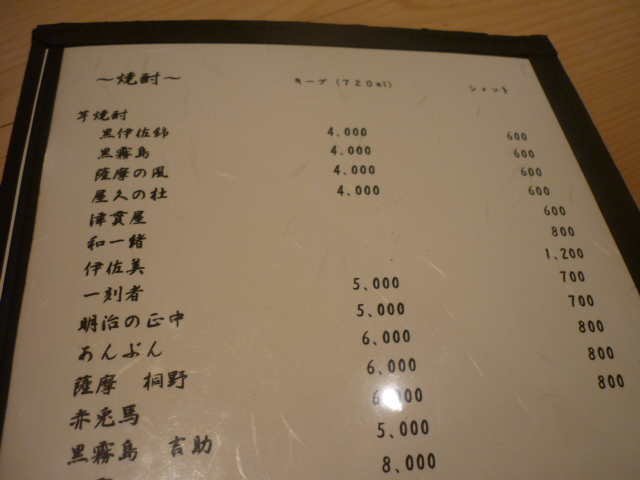 ～焼酎～ キープ(720ml) ショット
芋焼酎
黒伊佐錦 4,000 600
黒霧島 4,000 600
薩摩の風 4,000 600
屋久の杜 4,000 600
津貫屋 600
和一緒 800
伊佐美 1,200
一刻者 5,000 700
明治の正中 5,000 700
あんぶん 6,000 800
薩摩 桐野 6,000 800
赤兎馬 6,000 800
黒霧島 吉助 5,000
8,000